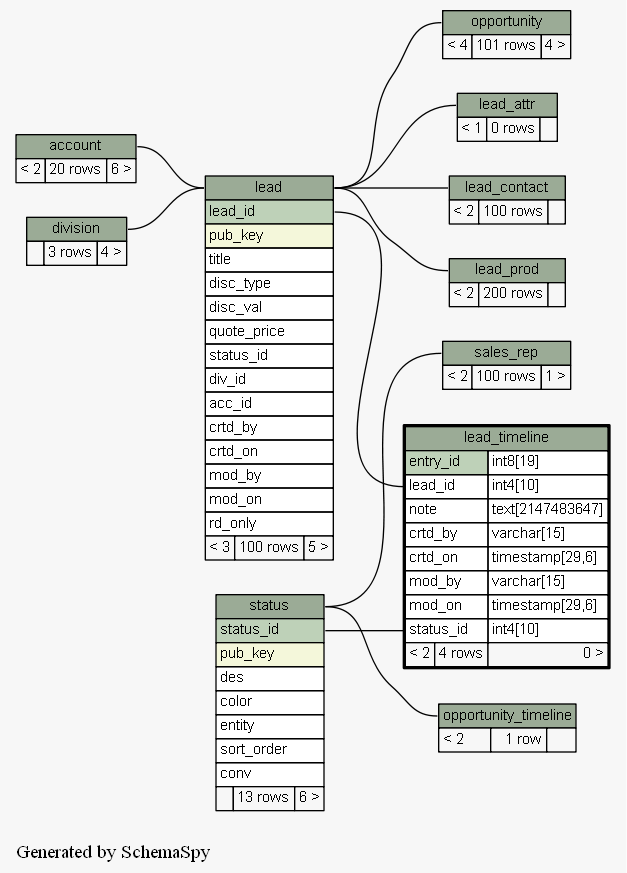 opportunity
< 4 101 rows 4 >
lead_attr
< 1 0 rows
account
< 2 20 rows 6 >
lead
lead_id
pub_key
title
disc_type
disc_val
quote_price
status_id
div_id
acc_id
crtd_by
crtd_on
mod_by
mod_on
rd_only
< 3 100 rows 5 >
lead_contact
< 2 100 rows
division
3 rows 4 >
lead_prod
< 2 200 rows
sales_rep
< 2 100 rows 1 >
lead_timeline
entry_id int8[19]
lead_id int4[10]
note text[2147483647]
crtd_by varchar[15]
crtd_on timestamp[29,6]
mod_by varchar[15]
mod_on timestamp[29,6]
status_id int4[10]
< 2 4 rows 0 >
status
status_id
pub_key
des
color
entity
sort_order
conv
13 rows 6 >
opportunity_timeline
< 2 1 row
Generated by SchemaSpy